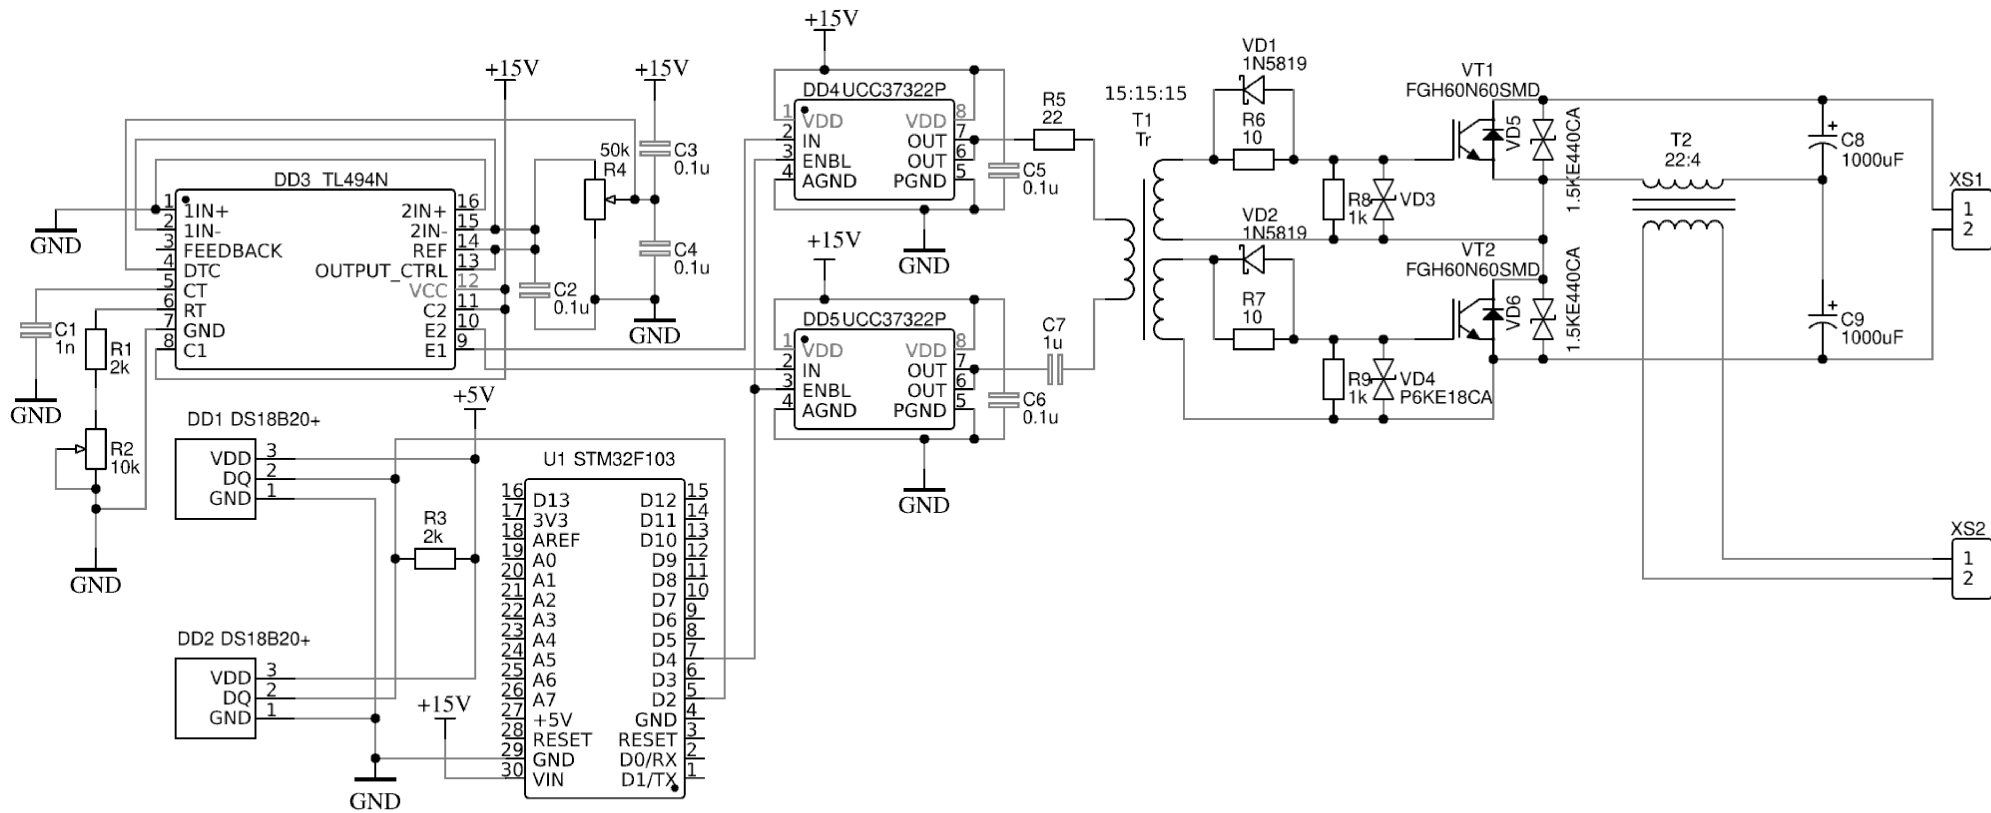 +15V
+15V
+15V
DD3 TL494N
1 1IN+
2 1IN-
3 FEEDBACK
4 DTC
5 CT
6 RT
7 GND
8 C1
2IN+ 16
2IN- 15
REF 14
OUTPUT_CTRL 13
VCC 12
C2 11
E2 10
E1 9
GND
C1
1n
GND
R1
2k
R2
10k
GND
50k
R4
C3
0.1u
C4
0.1u
C2
0.1u
GND
DD4 UCC37322P
1 VDD
2 IN
3 ENBL
4 AGND
VDD 8
OUT 7
OUT 6
PGND 5
C5
0.1u
GND
R5
22
+15V
DD5 UCC37322P
1 VDD
2 IN
3 ENBL
4 AGND
VDD 8
OUT 7
OUT 6
PGND 5
C6
0.1u
GND
C7
1u
15:15:15
T1
Tr
VD1
1N5819
R6
10
R8
1k
VD3
VD2
1N5819
R7
10
R9
1k
VD4
P6KE18CA
VT1
FGH60N60SMD
VD5
1.5KE440CA
VT2
FGH60N60SMD
VD6
1.5KE440CA
T2
22:4
C8
1000uF
C9
1000uF
XS1
1
2
XS2
1
2
DD1 DS18B20+
VDD 3
DQ 2
GND 1
+5V
R3
2k
DD2 DS18B20+
VDD 3
DQ 2
GND 1
+15V
GND
U1 STM32F103
16 D13
17 3V3
18 AREF
19 A0
20 A1
21 A2
22 A3
23 A4
24 A5
25 A6
26 A7
27 +5V
28 RESET
29 GND
30 VIN
D12 15
D11 14
D10 13
D9 12
D8 11
D7 10
D6 9
D5 8
D4 7
D3 6
D2 5
GND 4
RESET 3
D0/RX 2
D1/TX 1